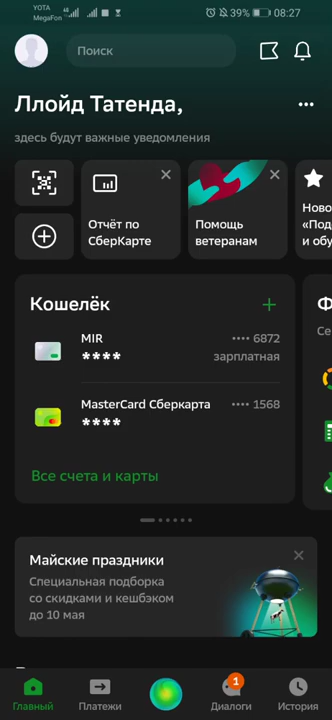 YOTA
MegaFon
39%
08:27
Поиск
Ллойд Татенда,
здесь будут важные уведомления
Отчёт по
СберКарте
Помощь
ветеранам
Ново
«Под
и обу
Кошелёк
MIR
•••• 6872
****
зарплатная
MasterCard Сберкарта
•••• 1568
****
Все счета и карты
Ф
Се
Майские праздники
Специальная подборка
со скидками и кешбэком
до 10 мая
1
Главный
Платежи
Диалоги
История